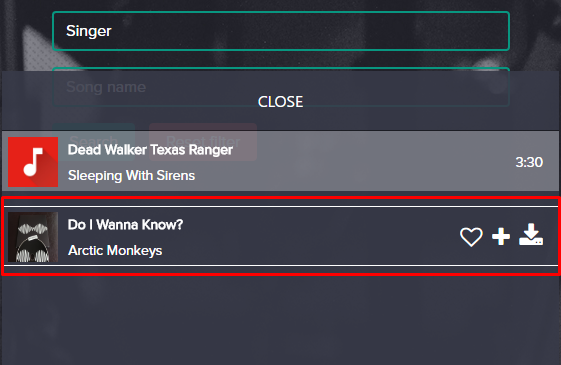 Singer
Song name
CLOSE
Search
Reset filter
Dead Walker Texas Ranger
3:30
Sleeping With Sirens
Do I Wanna Know?
Arctic Monkeys